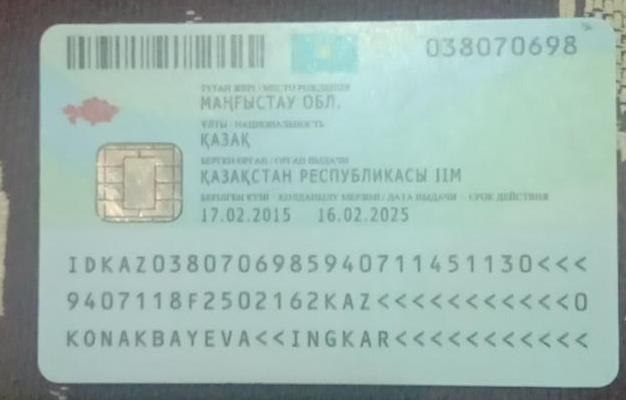 038070698
ТУҒАН ЖЕРІ · МЕСТО РОЖДЕНИЯ
МАҢҒЫСТАУ ОБЛ.
ҰЛТЫ · НАЦИОНАЛЬНОСТЬ
ҚАЗАҚ
БЕРГЕН ОРГАН / ОРГАН ВЫДАЧИ
ҚАЗАҚСТАН РЕСПУБЛИКАСЫ ІІМ
БЕРІЛГЕН КҮНІ · ҚОЛДАНЫЛУ МЕРЗІМІ / ДАТА ВЫДАЧИ · СРОК ДЕЙСТВИЯ
17.02.2015 16.02.2025
IDKAZ0380706985940711451130<<<
9407118F2502162KAZ<<<<<<<<<<<0
KONAKBAYEVA<<INGKAR<<<<<<<<<<<